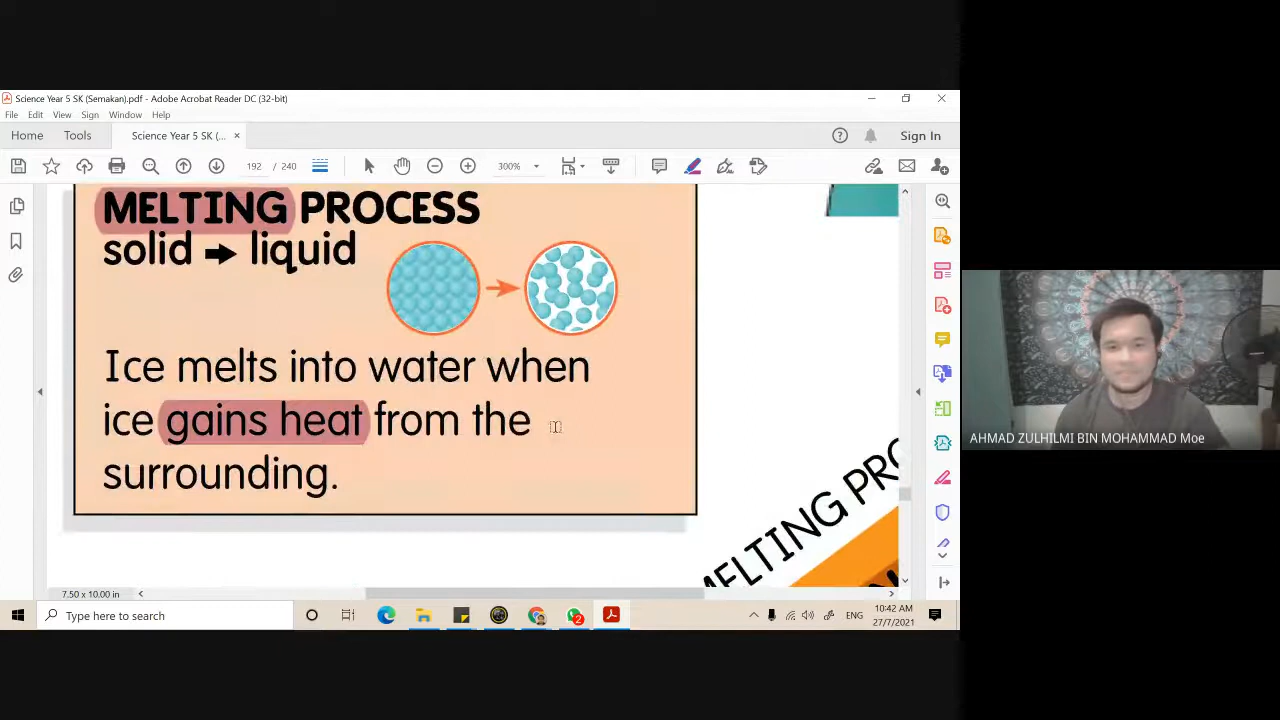 Science Year 5 SK (Semakan).pdf - Adobe Acrobat Reader DC (32-bit)
File Edit View Sign Window Help
Home Tools Science Year 5 SK (... × Sign In
192 / 240 300%
MELTING PROCESS
solid → liquid
Ice melts into water when
ice gains heat from the
surrounding.
MELTING
7.50 x 10.00 in
AHMAD ZULHILMI BIN MOHAMMAD Moe
Type here to search
2
ENG
10:42 AM
27/7/2021